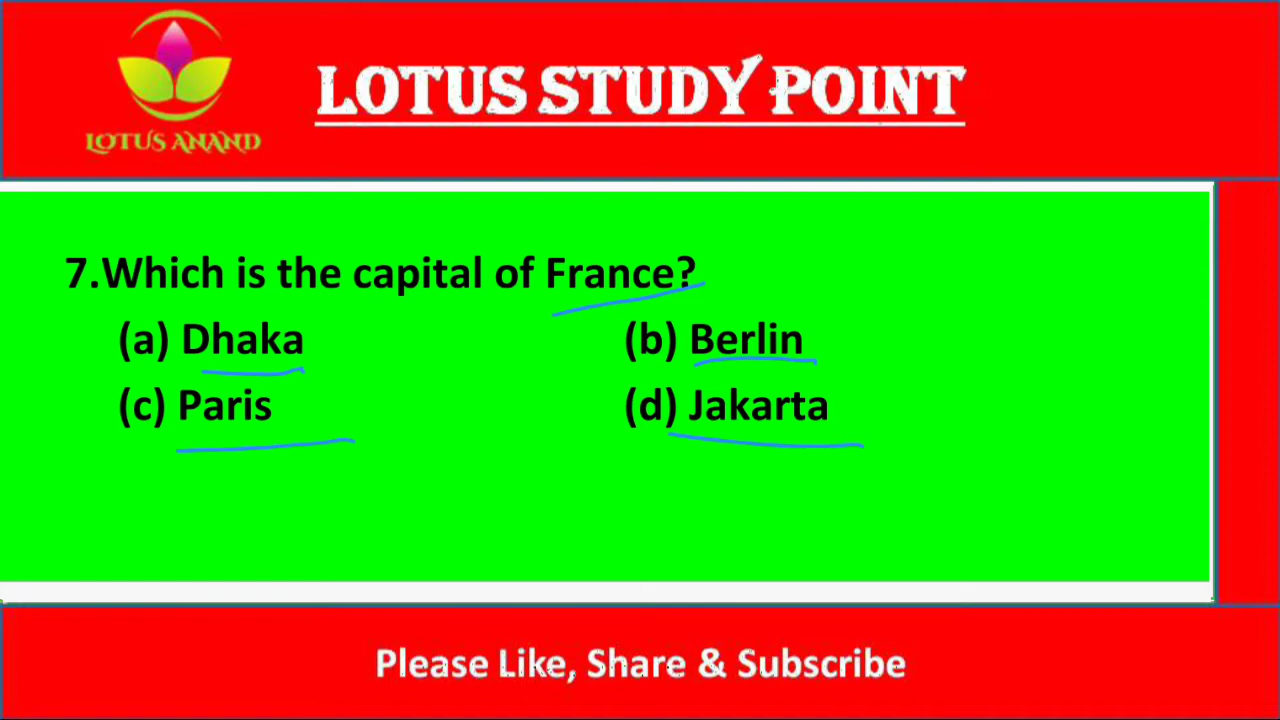 LOTUS ANAND
LOTUS STUDY POINT
7.Which is the capital of France?
(a) Dhaka (b) Berlin
(c) Paris (d) Jakarta
Please Like, Share & Subscribe